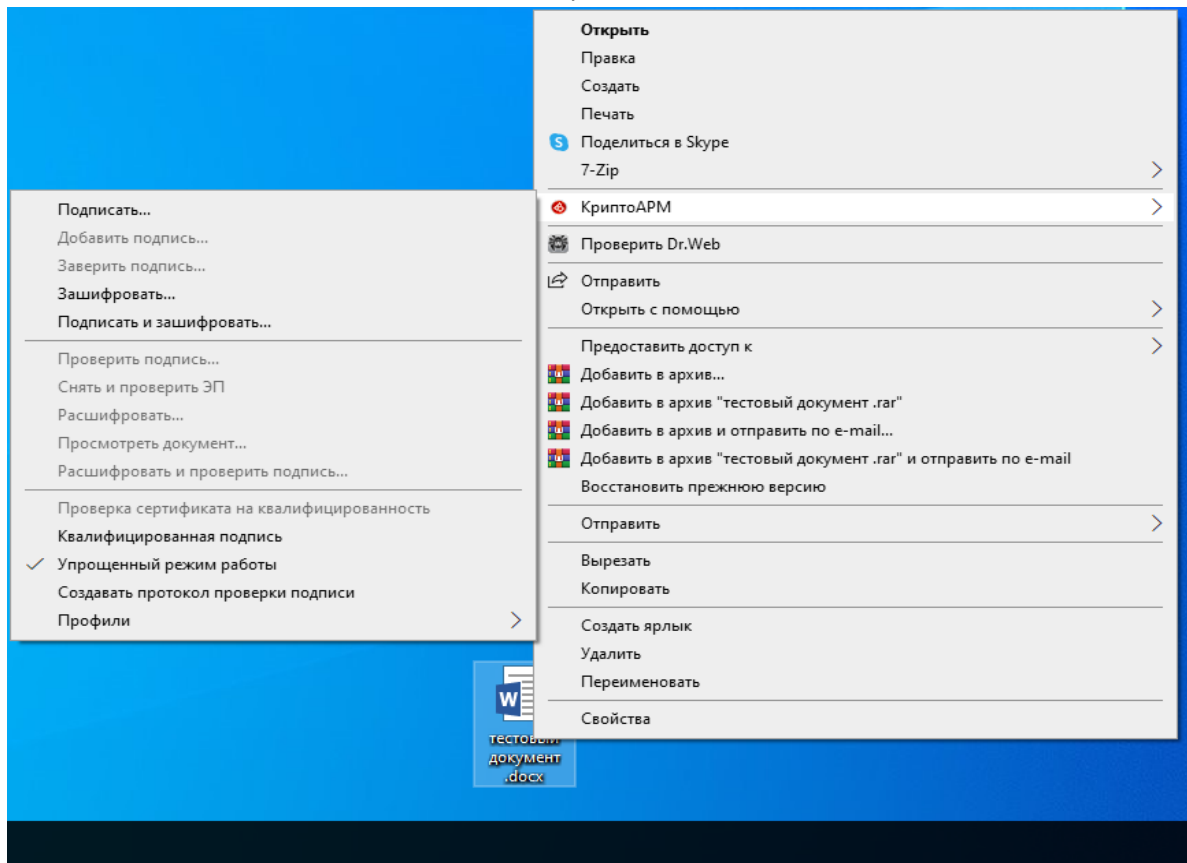 Открыть
Правка
Создать
Печать
Поделиться в Skype
7-Zip
КриптоАРМ
Проверить Dr.Web
Отправить
Открыть с помощью
Предоставить доступ к
Добавить в архив...
Добавить в архив "тестовый документ .rar"
Добавить в архив и отправить по e-mail...
Добавить в архив "тестовый документ .rar" и отправить по e-mail
Восстановить прежнюю версию
Отправить
Вырезать
Копировать
Создать ярлык
Удалить
Переименовать
Свойства
Подписать...
Добавить подпись...
Заверить подпись...
Зашифровать...
Подписать и зашифровать...
Проверить подпись...
Снять и проверить ЭП
Расшифровать...
Просмотреть документ...
Расшифровать и проверить подпись...
Проверка сертификата на квалифицированность
Квалифицированная подпись
Упрощенный режим работы
Создавать протокол проверки подписи
Профили
тестовый
документ
.docx